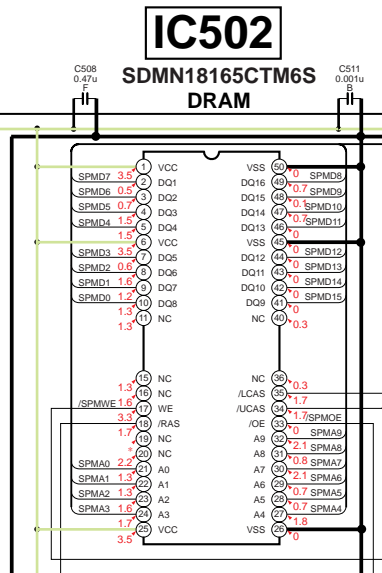 IC502
C508
0.47u
F
SDMN18165CTM6S
DRAM
C511
0.001u
B
1 VCC VSS 50
SPMD7 3.5 2 DQ1 DQ16 49 0 SPMD8
SPMD6 0.5 3 DQ2 DQ15 48 0.7 SPMD9
SPMD5 0.7 4 DQ3 DQ14 47 0.1 SPMD10
SPMD4 1.5 5 DQ4 DQ13 46 0.7 SPMD11
1.5 6 VCC VSS 45 0
SPMD3 3.5 7 DQ5 DQ12 44 0 SPMD12
SPMD2 0.6 8 DQ6 DQ11 43 0 SPMD13
SPMD1 1.6 9 DQ7 DQ10 42 0 SPMD14
SPMD0 1.2 10 DQ8 DQ9 41 0 SPMD15
1.3 11 NC NC 40 0
1.3 0.3
15 NC NC 36
1.3 16 NC /LCAS 35 0.3
/SPMWE 1.6 17 WE /UCAS 34 1.7
3.3 18 /RAS /OE 33 1.7 /SPMOE
1.7 19 NC A9 32 0 SPMA9
* 20 NC A8 31 2.1 SPMA8
SPMA0 2.2 21 A0 A7 30 0.8 SPMA7
SPMA1 1.3 22 A1 A6 29 2.1 SPMA6
SPMA2 1.3 23 A2 A5 28 0.7 SPMA5
SPMA3 1.6 24 A3 A4 27 0.7 SPMA4
1.7 25 VCC VSS 26 1.8
3.5 0